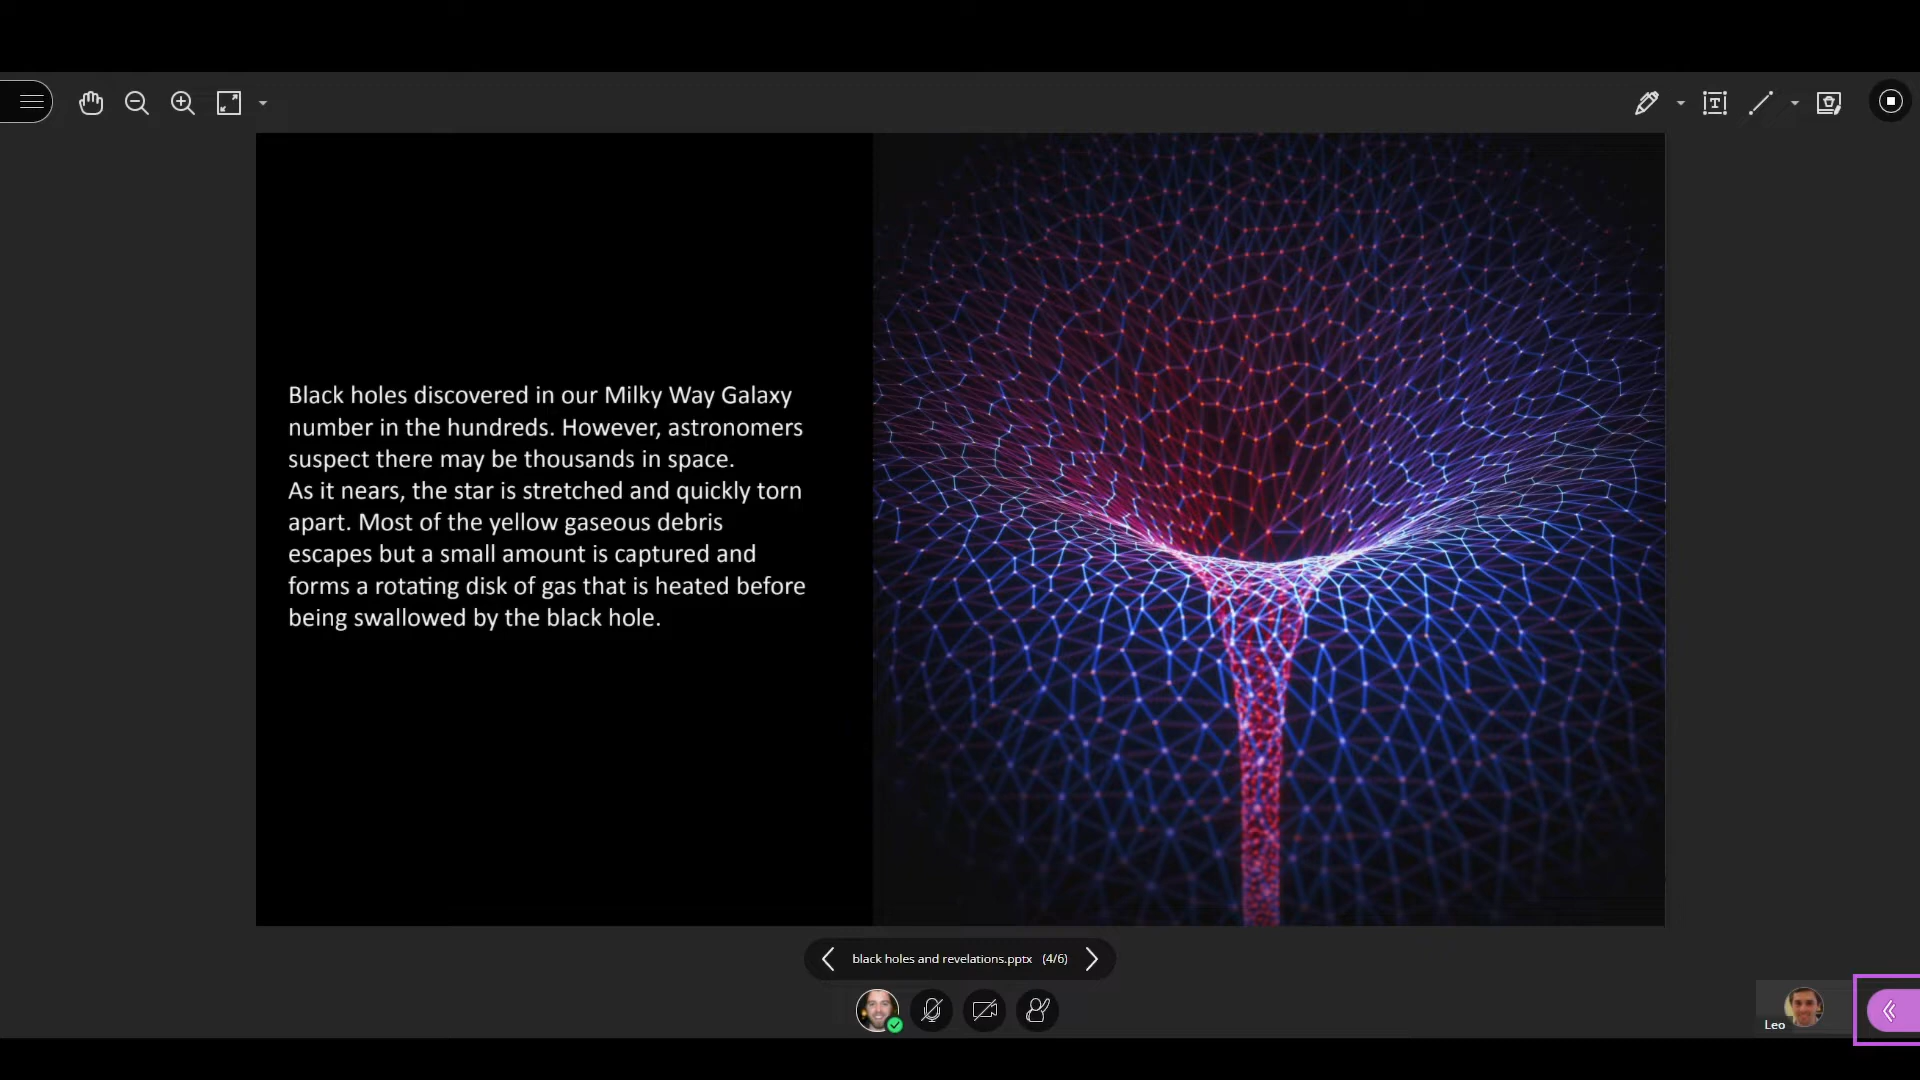 Black holes discovered in our Milky Way Galaxy
number in the hundreds. However, astronomers
suspect there may be thousands in space.
As it nears, the star is stretched and quickly torn
apart. Most of the yellow gaseous debris
escapes but a small amount is captured and
forms a rotating disk of gas that is heated before
being swallowed by the black hole.
black holes and revelations.pptx (4/6)
Leo